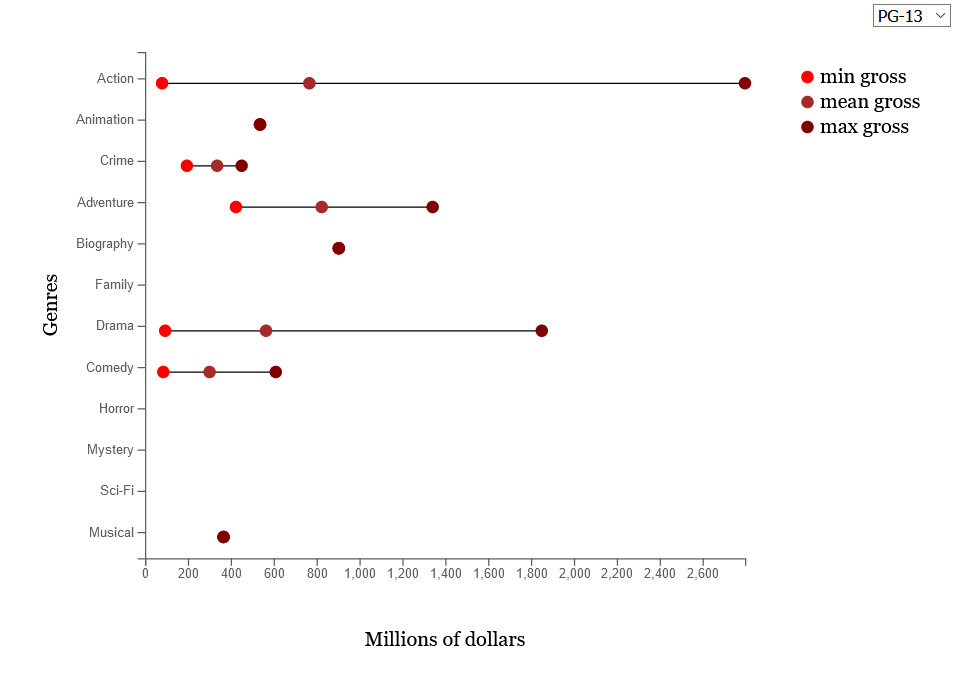 PG-13
min gross
mean gross
max gross
Genres
Action
Animation
Crime
Adventure
Biography
Family
Drama
Comedy
Horror
Mystery
Sci-Fi
Musical
0 200 400 600 800 1,000 1,200 1,400 1,600 1,800 2,000 2,200 2,400 2,600
Millions of dollars